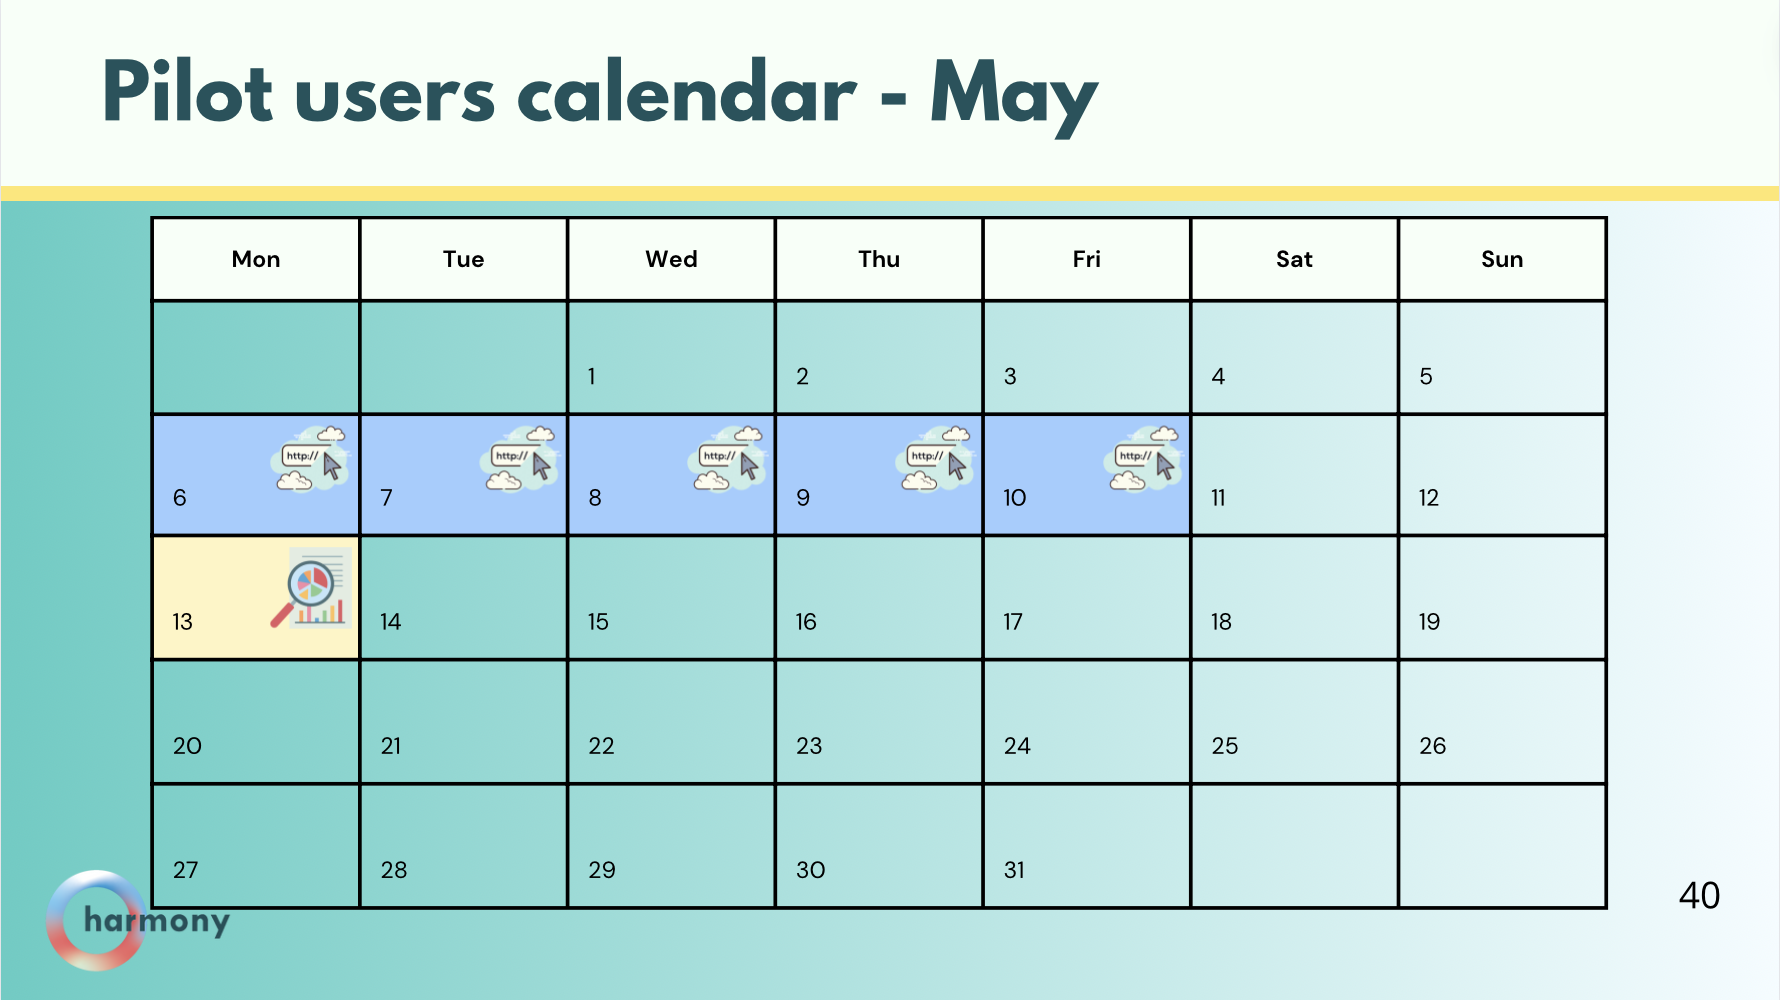 Pilot users calendar - May
Mon Tue Wed Thu Fri Sat Sun
1 2 3 4 5
http:// http:// http:// http:// http://
6 7 8 9 10 11 12
13 14 15 16 17 18 19
20 21 22 23 24 25 26
27 28 29 30 31
harmony
40